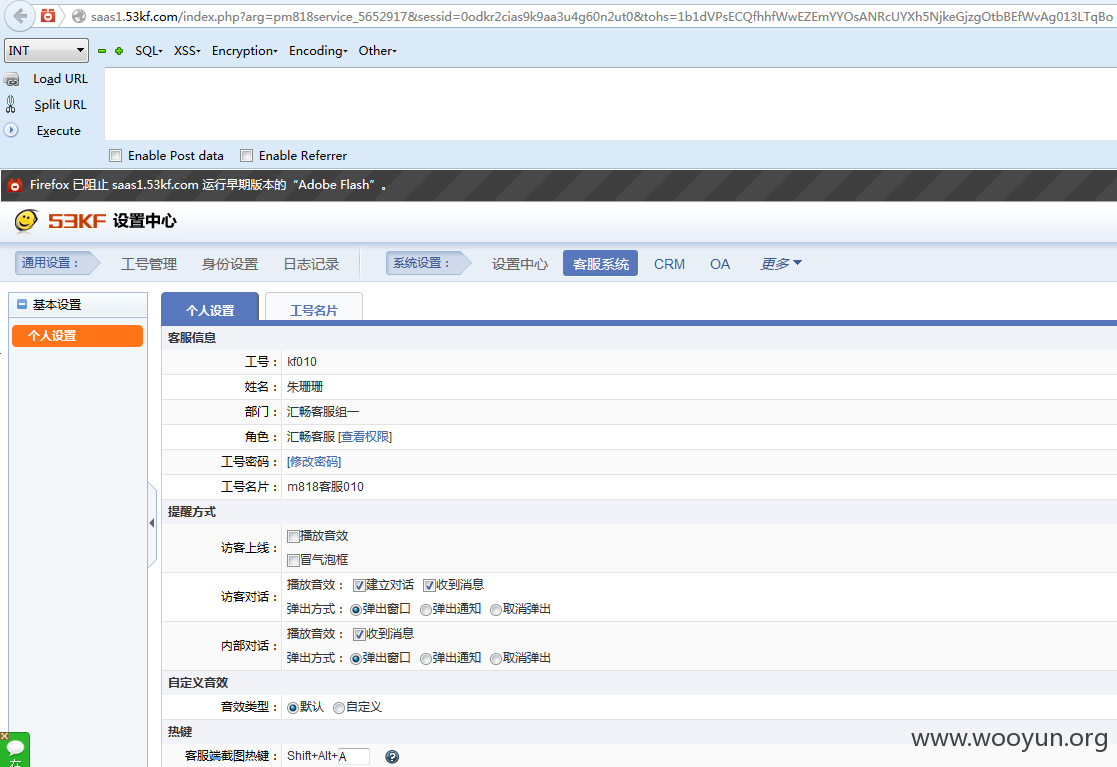 saas1.53kf.com/index.php?arg=pm818service_5652917&sessid=0odkr2cias9k9aa3u4g60n2ut0&tohs=1b1dVPsECQfhhfWwEZEmYYOsANRcUYXh5NjkeGjzgOtbBEfWvAg013LTqBo
INT SQL XSS Encryption Encoding Other
Load URL
Split URL
Execute
Enable Post data Enable Referrer
Firefox 已阻止 saas1.53kf.com 运行早期版本的 “Adobe Flash” 。
53KF 设置中心
通用设置： 工号管理 身份设置 日志记录 系统设置： 设置中心 客服系统 CRM OA 更多
基本设置
个人设置
个人设置 工号名片
客服信息
工号： kf010
姓名： 朱珊珊
部门： 汇畅客服组一
角色： 汇畅客服 [查看权限]
工号密码： [修改密码]
工号名片： m818客服010
提醒方式
访客上线： 播放音效
冒气泡框
访客对话： 播放音效： 建立对话 收到消息
弹出方式： 弹出窗口 弹出通知 取消弹出
内部对话： 播放音效： 收到消息
弹出方式： 弹出窗口 弹出通知 取消弹出
自定义音效
音效类型： 默认 自定义
热键
客服端截图热键： Shift+Alt+ A
在
www.wooyun.org